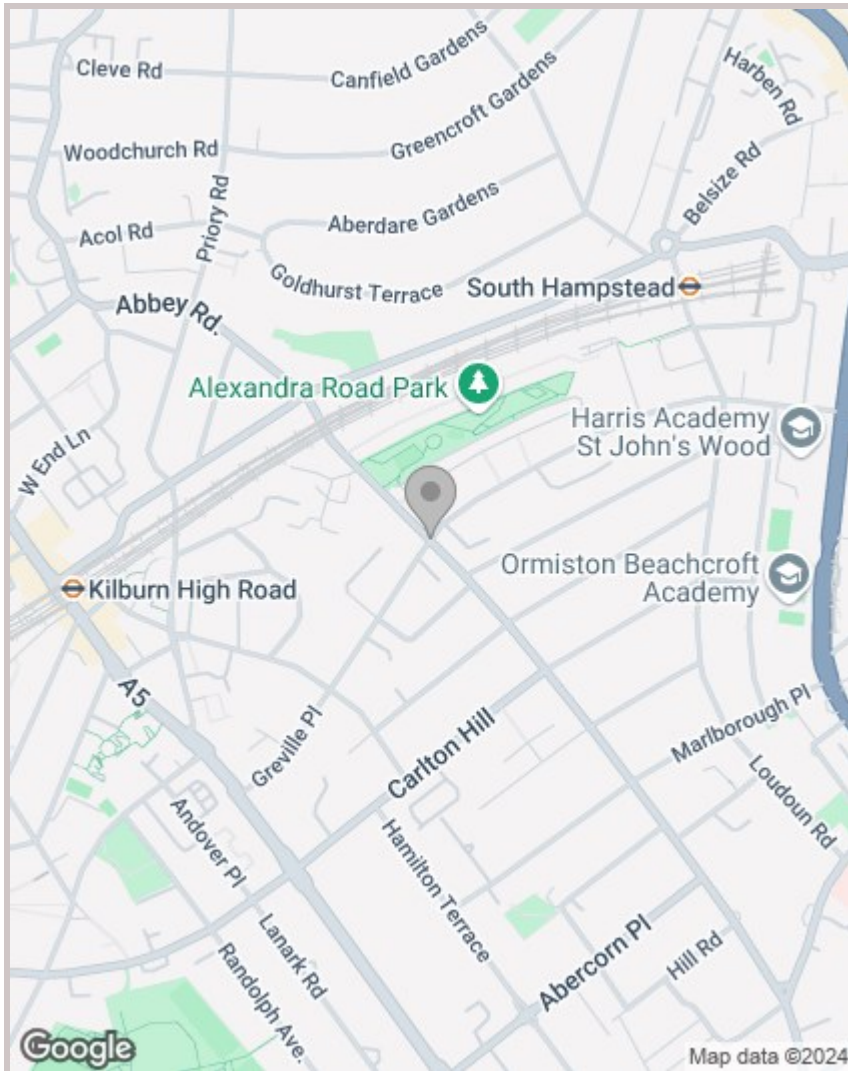 Cleve Rd
Canfield Gardens
Harben Rd
Greencroft Gardens
Woodchurch Rd
Belsize Rd
Priory Rd
Aberdare Gardens
Acol Rd
Goldhurst Terrace
South Hampstead
Abbey Rd.
Alexandra Road Park
Harris Academy
St John's Wood
W End Ln
Ormiston Beachcroft
Academy
Kilburn High Road
A5
Greville Pl
Carlton Hill
Marlborough Pl
Loudoun Rd
Andover Pl
Hamilton Terrace
Lanark Rd
Randolph Ave.
Abercorn Pl
Hill Rd
Google
Map data ©2024